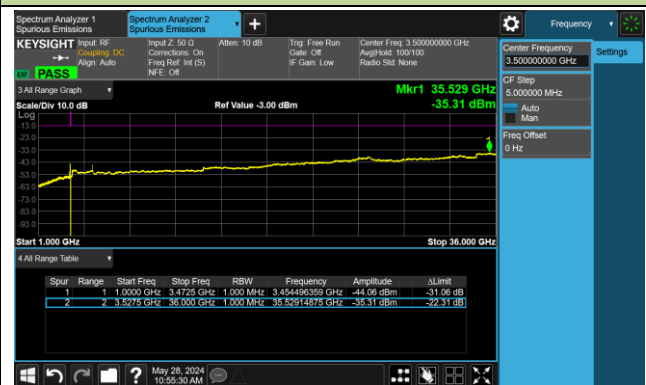 Spectrum Analyzer 1
Spurious Emissions
Spectrum Analyzer 2
Spurious Emissions
Frequency
KEYSIGHT Input: RF
Coupling: DC
Align: Auto
Input Z: 50 Ω
Corrections: On
Freq Ref: Int (S)
NFE: Off
Atten: 10 dB
Trig: Free Run
Gate: Off
IF Gain: Low
Center Freq: 3.500000000 GHz
Avg|Hold: 100/100
Radio Std: None
PASS
Center Frequency
3.500000000 GHz
Settings
CF Step
5.000000 MHz
Auto
Man
Freq Offset
0 Hz
3 All Range Graph
Mkr1 35.529 GHz
-35.31 dBm
Scale/Div 10.0 dB
Ref Value -3.00 dBm
Log
-13.0
-23.0
-33.0
-43.0
-53.0
-63.0
-73.0
-83.0
-93.0
1
Start 1.000 GHz
Stop 36.000 GHz
4 All Range Table
Spur Range Start Freq Stop Freq RBW Frequency Amplitude ΔLimit
1 1 1.0000 GHz 3.4725 GHz 1.000 MHz 3.454496359 GHz -44.06 dBm -31.06 dB
2 2 3.5275 GHz 36.000 GHz 1.000 MHz 35.52914875 GHz -35.31 dBm -22.31 dB
May 28, 2024
10:55:30 AM